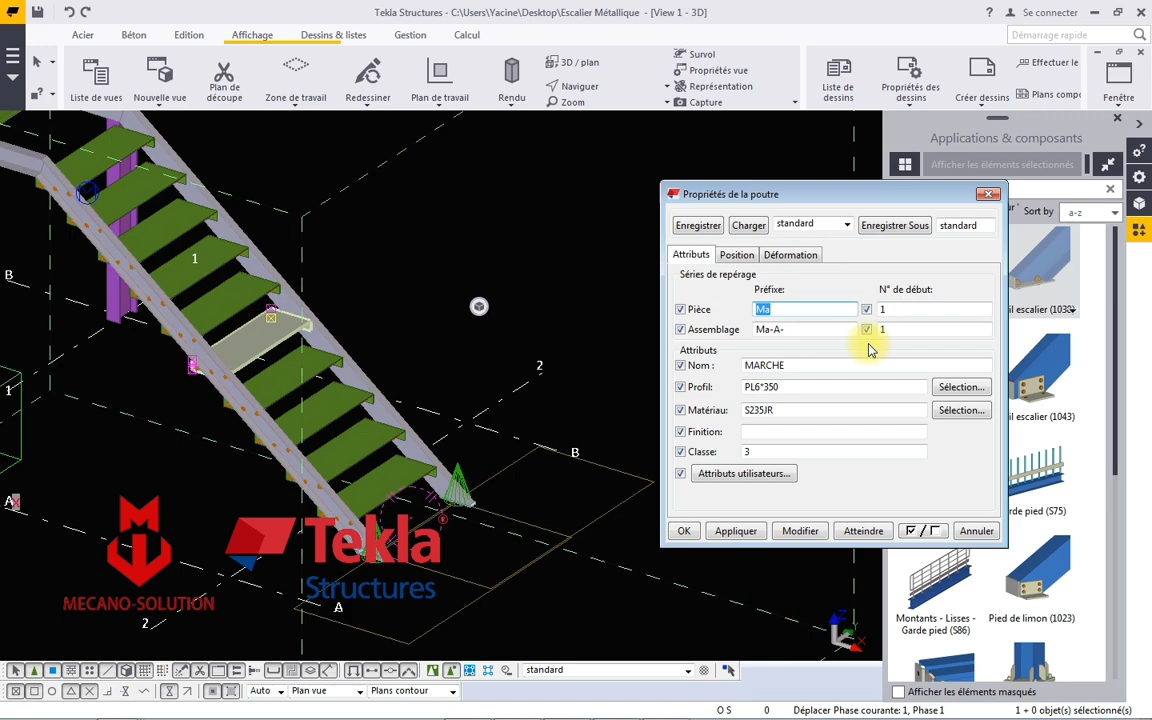 Tekla Structures - C:\Users\Yacine\Desktop\Escalier Métallique - [View 1 - 3D]
? Se connecter
Acier Béton Edition Affichage Dessins & listes Gestion Calcul
Démarrage rapide
Liste de vues
Nouvelle vue
Plan de découpe
Zone de travail
Redessiner
Plan de travail
3D / plan
Naviguer
Zoom
Rendu
Survol
Propriétés vue
Représentation
Capture
Liste de dessins
Propriétés des dessins
Créer dessins
Effectuer le
Plans compo
Fenêtre
Applications & composants
Afficher les éléments sélectionnés
Sort by a-z
Propriétés de la poutre
Enregistrer Charger standard Enregistrer Sous standard
Attributs Position Déformation
Séries de repérage
Préfixe: N° de début:
Pièce Ma 1
Assemblage Ma-A- 1
Attributs
Nom : MARCHE
Profil: PL6*350 Sélection...
Matériau: S235JR Sélection...
Finition:
Classe: 3
Attributs utilisateurs...
OK Appliquer Modifier Atteindre Annuler
il escalier (1038)
il escalier (1043)
rde pied (S75)
Montants - Lisses - Garde pied (S86)
Pied de limon (1023)
Afficher les éléments masqués
B
1
2
1
B
A
A
2
MECANO-SOLUTION
Tekla®
Structures
standard
Auto Plan vue Plans contour
O S 0 Déplacer Phase courante: 1, Phase1 1 + 0 objet(s) sélectionné(s)